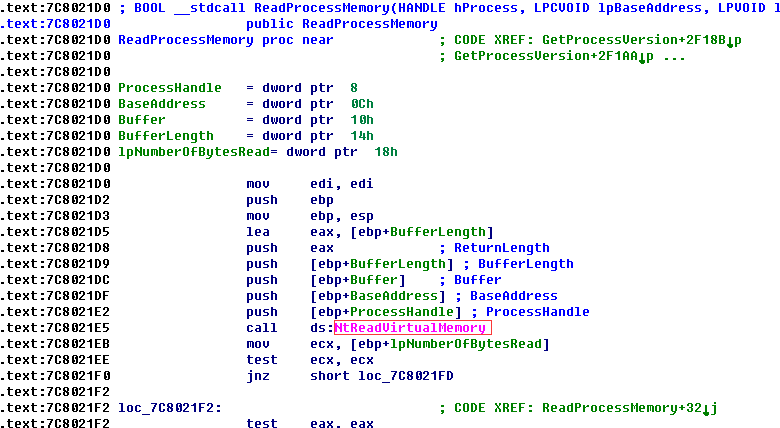 .text:7C8021D0 ; BOOL __stdcall ReadProcessMemory(HANDLE hProcess, LPCVOID lpBaseAddress, LPVOID l
.text:7C8021D0                 public ReadProcessMemory
.text:7C8021D0 ReadProcessMemory proc near             ; CODE XREF: GetProcessVersion+2F18B↓p
.text:7C8021D0                                         ; GetProcessVersion+2F1AA↓p ...
.text:7C8021D0
.text:7C8021D0 ProcessHandle   = dword ptr  8
.text:7C8021D0 BaseAddress     = dword ptr  0Ch
.text:7C8021D0 Buffer          = dword ptr  10h
.text:7C8021D0 BufferLength    = dword ptr  14h
.text:7C8021D0 lpNumberOfBytesRead= dword ptr  18h
.text:7C8021D0
.text:7C8021D0                 mov     edi, edi
.text:7C8021D2                 push    ebp
.text:7C8021D3                 mov     ebp, esp
.text:7C8021D5                 lea     eax, [ebp+BufferLength]
.text:7C8021D8                 push    eax             ; ReturnLength
.text:7C8021D9                 push    [ebp+BufferLength] ; BufferLength
.text:7C8021DC                 push    [ebp+Buffer]    ; Buffer
.text:7C8021DF                 push    [ebp+BaseAddress] ; BaseAddress
.text:7C8021E2                 push    [ebp+ProcessHandle] ; ProcessHandle
.text:7C8021E5                 call    ds:NtReadVirtualMemory
.text:7C8021EB                 mov     ecx, [ebp+lpNumberOfBytesRead]
.text:7C8021EE                 test    ecx, ecx
.text:7C8021F0                 jnz     short loc_7C8021FD
.text:7C8021F2
.text:7C8021F2 loc_7C8021F2:                           ; CODE XREF: ReadProcessMemory+32↓j
.text:7C8021F2                 test    eax, eax